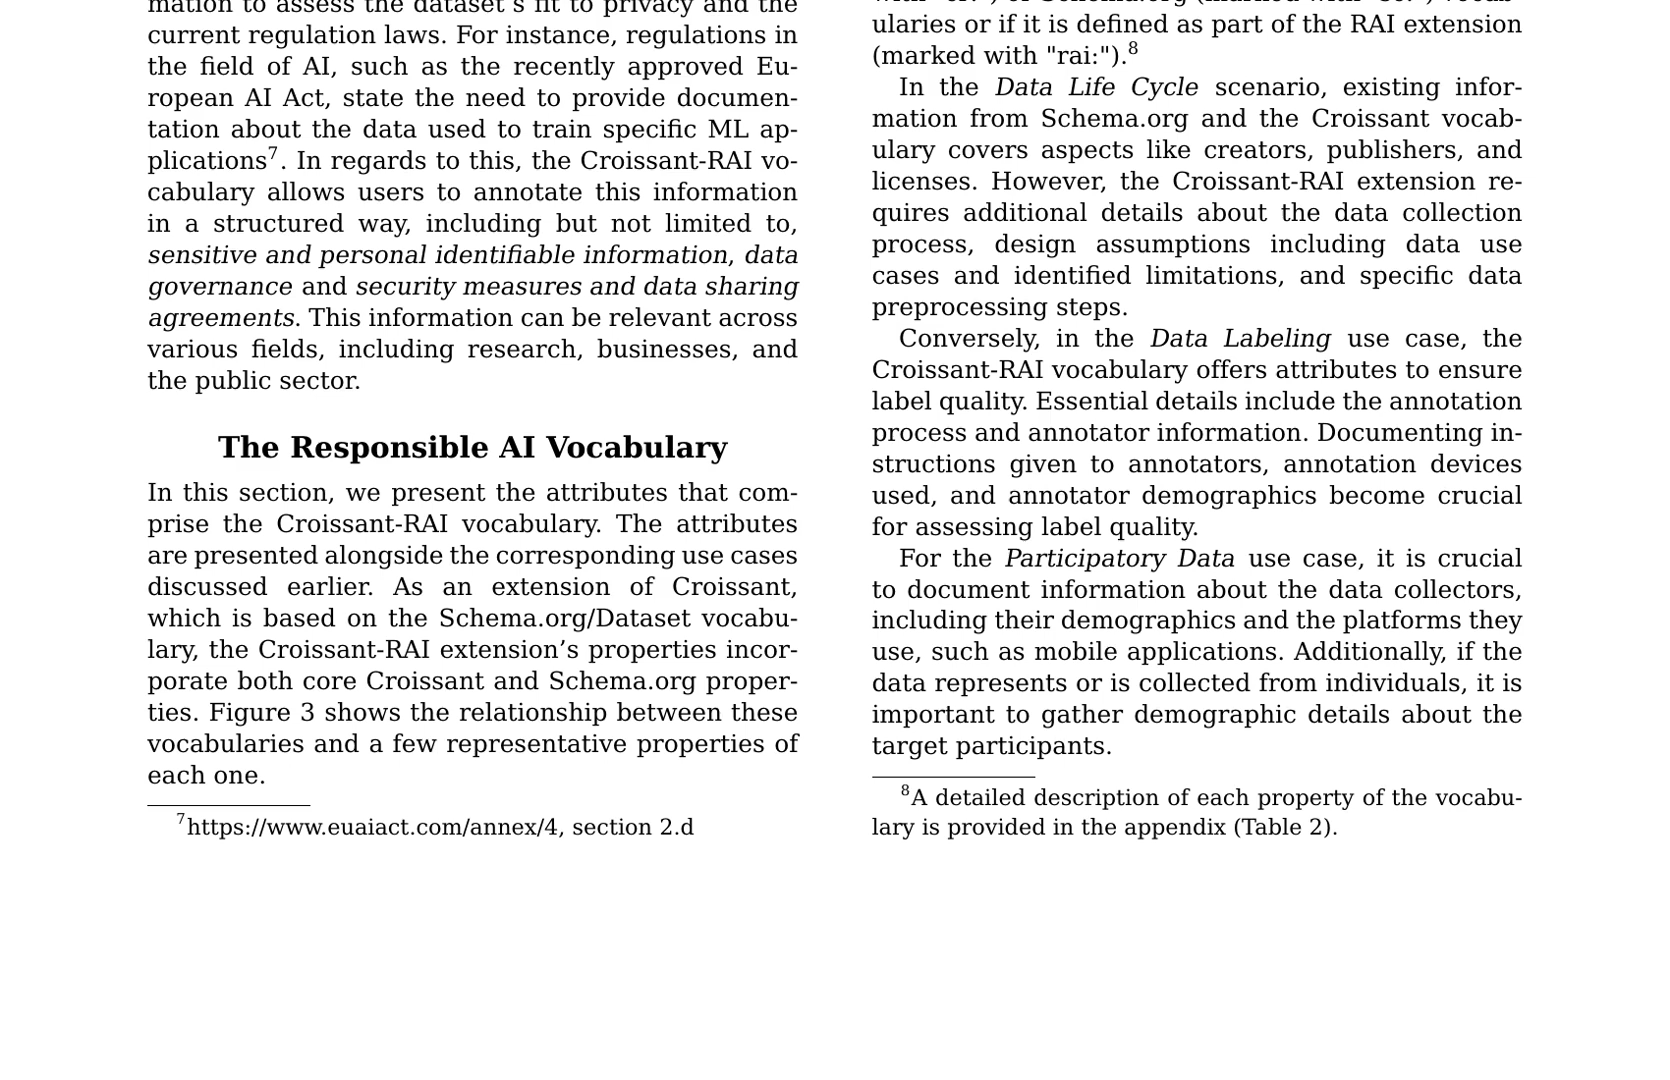 mation to assess the dataset's fit to privacy and the
current regulation laws. For instance, regulations in
the field of AI, such as the recently approved Eu-
ropean AI Act, state the need to provide documen-
tation about the data used to train specific ML ap-
plications7. In regards to this, the Croissant-RAI vo-
cabulary allows users to annotate this information
in a structured way, including but not limited to,
sensitive and personal identifiable information, data
governance and security measures and data sharing
agreements. This information can be relevant across
various fields, including research, businesses, and
the public sector.
The Responsible AI Vocabulary
In this section, we present the attributes that com-
prise the Croissant-RAI vocabulary. The attributes
are presented alongside the corresponding use cases
discussed earlier. As an extension of Croissant,
which is based on the Schema.org/Dataset vocabu-
lary, the Croissant-RAI extension’s properties incor-
porate both core Croissant and Schema.org proper-
ties. Figure 3 shows the relationship between these
vocabularies and a few representative properties of
each one.
7https://www.euaiact.com/annex/4, section 2.d
ularies or if it is defined as part of the RAI extension
(marked with "rai:").8
In the Data Life Cycle scenario, existing infor-
mation from Schema.org and the Croissant vocab-
ulary covers aspects like creators, publishers, and
licenses. However, the Croissant-RAI extension re-
quires additional details about the data collection
process, design assumptions including data use
cases and identified limitations, and specific data
preprocessing steps.
Conversely, in the Data Labeling use case, the
Croissant-RAI vocabulary offers attributes to ensure
label quality. Essential details include the annotation
process and annotator information. Documenting in-
structions given to annotators, annotation devices
used, and annotator demographics become crucial
for assessing label quality.
For the Participatory Data use case, it is crucial
to document information about the data collectors,
including their demographics and the platforms they
use, such as mobile applications. Additionally, if the
data represents or is collected from individuals, it is
important to gather demographic details about the
target participants.
8A detailed description of each property of the vocabu-
lary is provided in the appendix (Table 2).